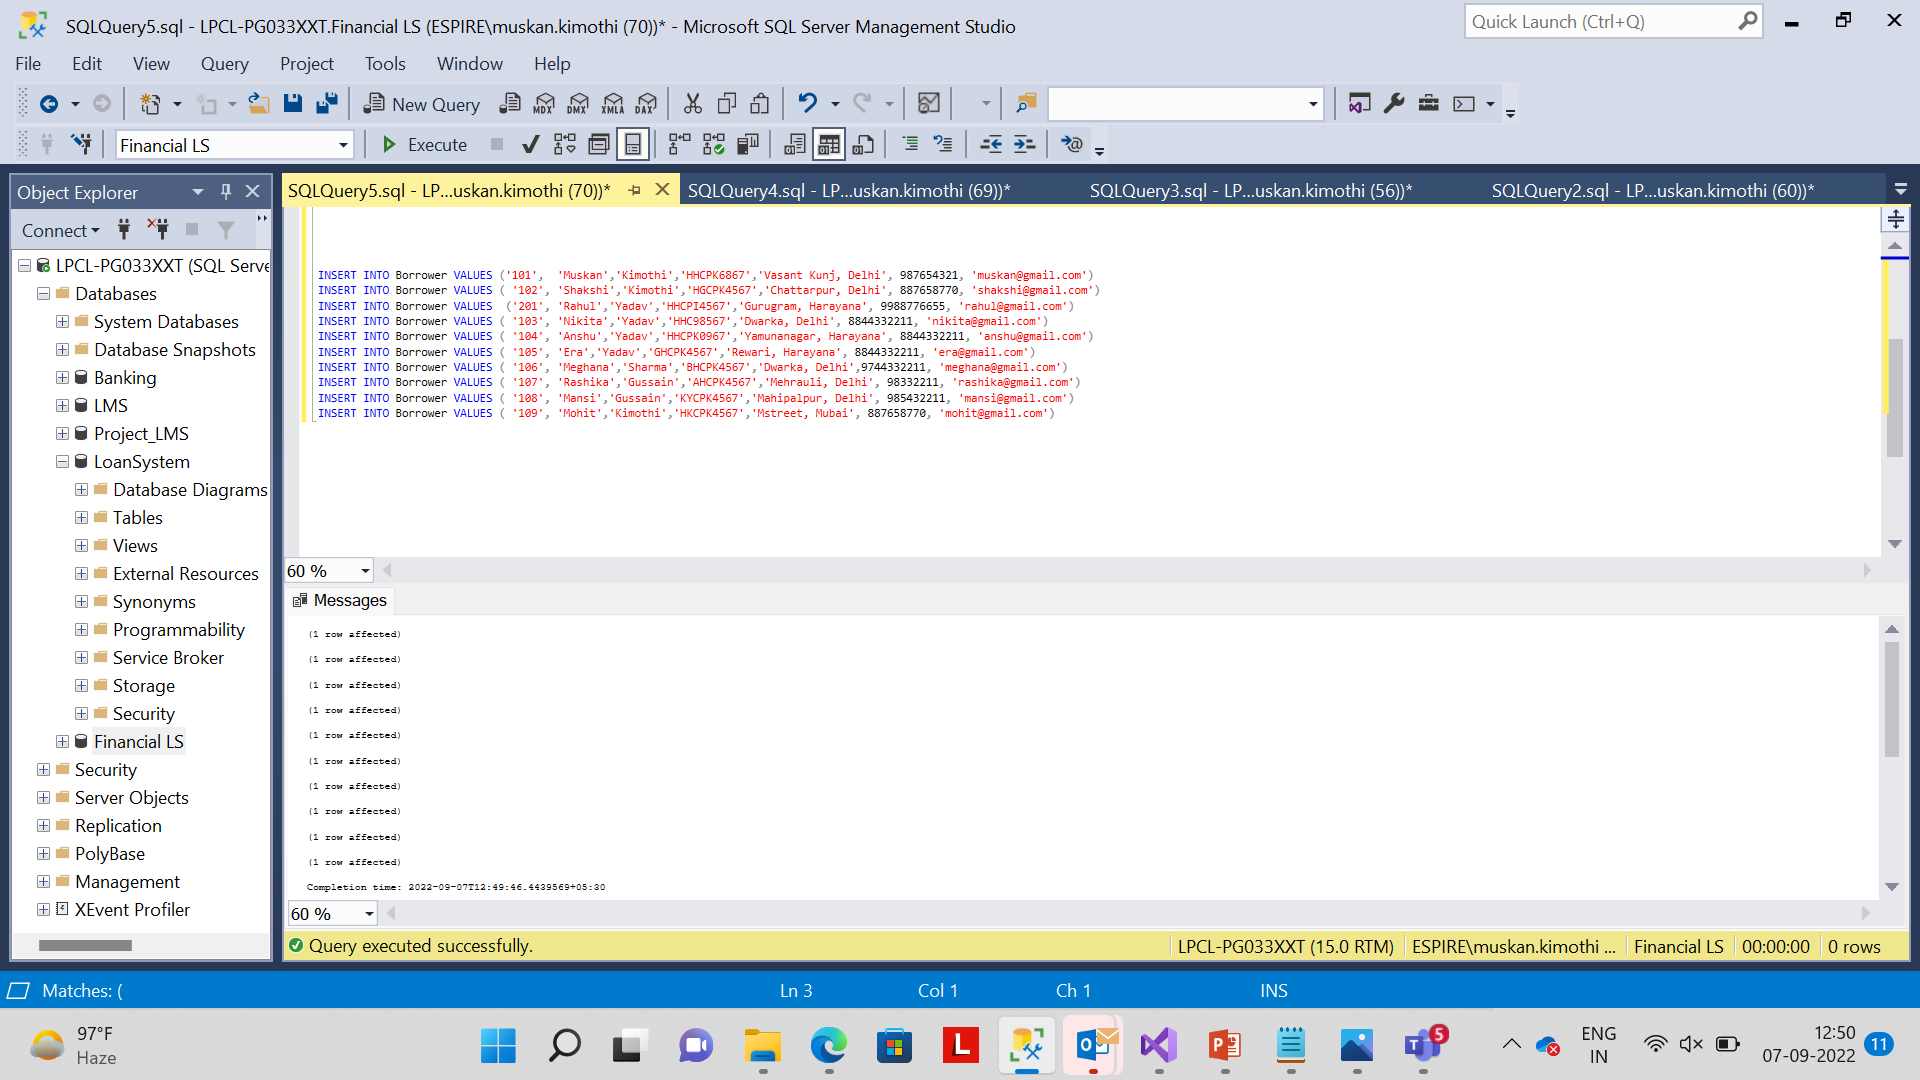 SQLQuery5.sql - LPCL-PG033XXT.Financial LS (ESPIRE\muskan.kimothi (70))* - Microsoft SQL Server Management Studio
Quick Launch (Ctrl+Q)
File Edit View Query Project Tools Window Help
New Query MDX DMX XMLA DAX
Financial LS Execute
Object Explorer
Connect
LPCL-PG033XXT (SQL Serve
Databases
System Databases
Database Snapshots
Banking
LMS
Project_LMS
LoanSystem
Database Diagrams
Tables
Views
External Resources
Synonyms
Programmability
Service Broker
Storage
Security
Financial LS
Security
Server Objects
Replication
PolyBase
Management
XEvent Profiler
SQLQuery5.sql - LP...uskan.kimothi (70))* SQLQuery4.sql - LP...uskan.kimothi (69))* SQLQuery3.sql - LP...uskan.kimothi (56))* SQLQuery2.sql - LP...uskan.kimothi (60))*
INSERT INTO Borrower VALUES ('101', 'Muskan','Kimothi','HHCPK6867','Vasant Kunj, Delhi', 987654321, 'muskan@gmail.com')
INSERT INTO Borrower VALUES ( '102', 'Shakshi','Kimothi','HGCPK4567','Chattarpur, Delhi', 887658770, 'shakshi@gmail.com')
INSERT INTO Borrower VALUES ('201', 'Rahul','Yadav','HHCPI4567','Gurugram, Harayana', 9988776655, 'rahul@gmail.com')
INSERT INTO Borrower VALUES ( '103', 'Nikita','Yadav','HHC98567','Dwarka, Delhi', 8844332211, 'nikita@gmail.com')
INSERT INTO Borrower VALUES ( '104', 'Anshu','Yadav','HHCPK0967','Yamunanagar, Harayana', 8844332211, 'anshu@gmail.com')
INSERT INTO Borrower VALUES ( '105', 'Era','Yadav','GHCPK4567','Rewari, Harayana', 8844332211, 'era@gmail.com')
INSERT INTO Borrower VALUES ( '106', 'Meghana','Sharma','BHCPK4567','Dwarka, Delhi',9744332211, 'meghana@gmail.com')
INSERT INTO Borrower VALUES ( '107', 'Rashika','Gussain','AHCPK4567','Mehrauli, Delhi', 98332211, 'rashika@gmail.com')
INSERT INTO Borrower VALUES ( '108', 'Mansi','Gussain','KYCPK4567','Mahipalpur, Delhi', 985432211, 'mansi@gmail.com')
INSERT INTO Borrower VALUES ( '109', 'Mohit','Kimothi','HKCPK4567','Mstreet, Mubai', 887658770, 'mohit@gmail.com')
60 %
Messages
(1 row affected)
(1 row affected)
(1 row affected)
(1 row affected)
(1 row affected)
(1 row affected)
(1 row affected)
(1 row affected)
(1 row affected)
(1 row affected)
Completion time: 2022-09-07T12:49:46.4439569+05:30
60 %
Query executed successfully. LPCL-PG033XXT (15.0 RTM) ESPIRE\muskan.kimothi ... Financial LS 00:00:00 0 rows
Matches: ( Ln 3 Col 1 Ch 1 INS
97°F
Haze
5
ENG
IN
12:50
07-09-2022
11